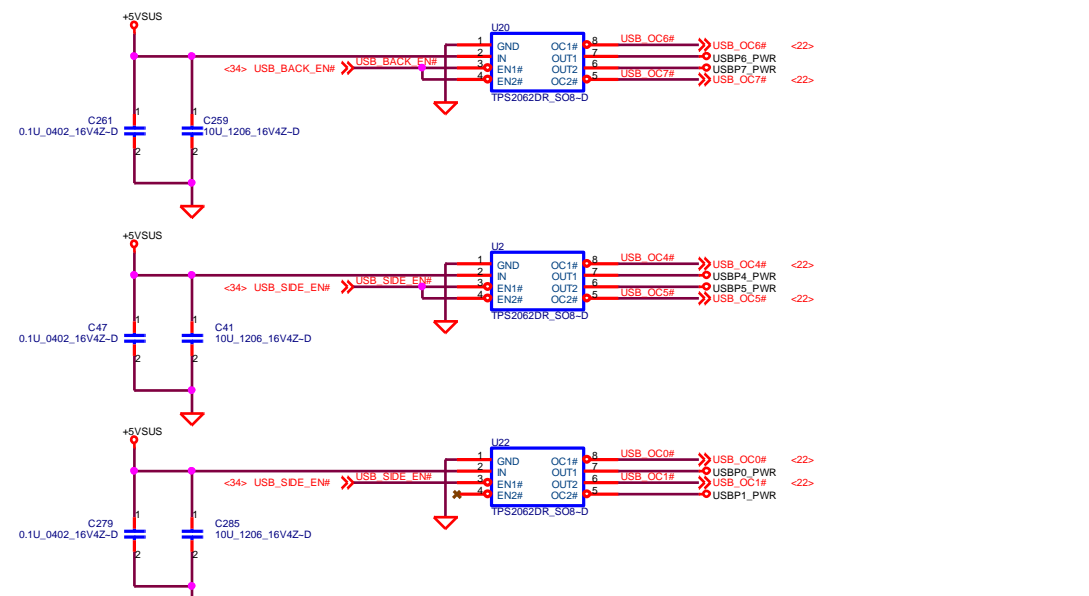 +5VSUS
U20
1 GND OC1# 8 USB_OC6# USB_OC6# <22>
2 IN OUT1 7 USBP6_PWR
<34> USB_BACK_EN# USB_BACK_EN# 3 EN1# OUT2 6 USBP7_PWR
4 EN2# OC2# 5 USB_OC7# USB_OC7# <22>
TPS2062DR_SO8~D
1 1
C261 C259
0.1U_0402_16V4Z~D 10U_1206_16V4Z~D
2 2
+5VSUS
U2
1 GND OC1# 8 USB_OC4# USB_OC4# <22>
2 IN OUT1 7 USBP4_PWR
<34> USB_SIDE_EN# USB_SIDE_EN# 3 EN1# OUT2 6 USBP5_PWR
4 EN2# OC2# 5 USB_OC5# USB_OC5# <22>
TPS2062DR_SO8~D
1 1
C47 C41
0.1U_0402_16V4Z~D 10U_1206_16V4Z~D
2 2
+5VSUS
U22
1 GND OC1# 8 USB_OC0# USB_OC0# <22>
2 IN OUT1 7 USBP0_PWR
<34> USB_SIDE_EN# USB_SIDE_EN# 3 EN1# OUT2 6 USB_OC1# USB_OC1# <22>
4 EN2# OC2# 5 USBP1_PWR
TPS2062DR_SO8~D
1 1
C279 C285
0.1U_0402_16V4Z~D 10U_1206_16V4Z~D
2 2